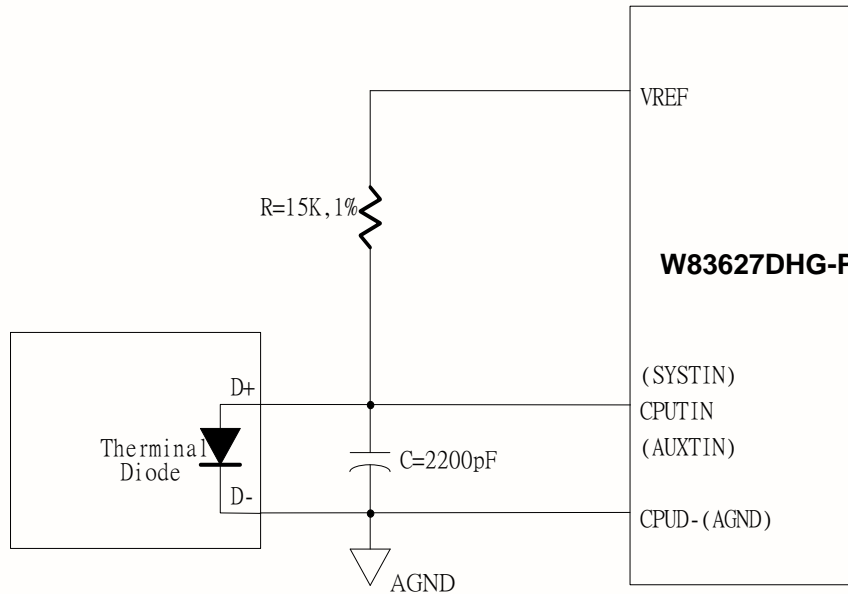 VREF
R=15K,1%
W83627DHG-P
(SYSTIN)
D+
CPUTIN
Therminal
Diode
(AUXTIN)
C=2200pF
D-
CPUD-(AGND)
AGND